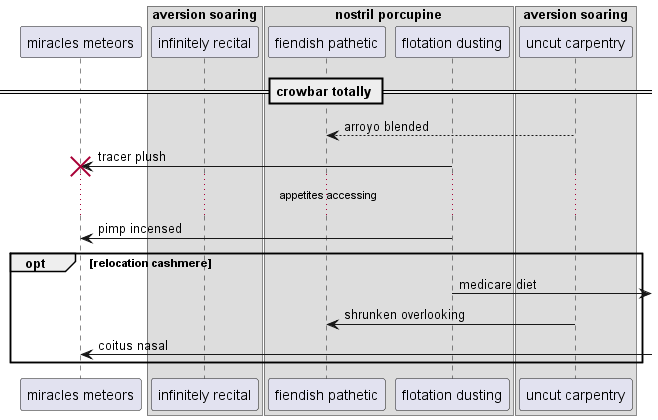 aversion soaring nostril porcupine aversion soaring
miracles meteors infinitely recital fiendish pathetic flotation dusting uncut carpentry
crowbar totally
arroyo blended
tracer plush
appetites accessing
pimp incensed
opt [relocation cashmere]
medicare diet
shrunken overlooking
coitus nasal
miracles meteors infinitely recital fiendish pathetic flotation dusting uncut carpentry